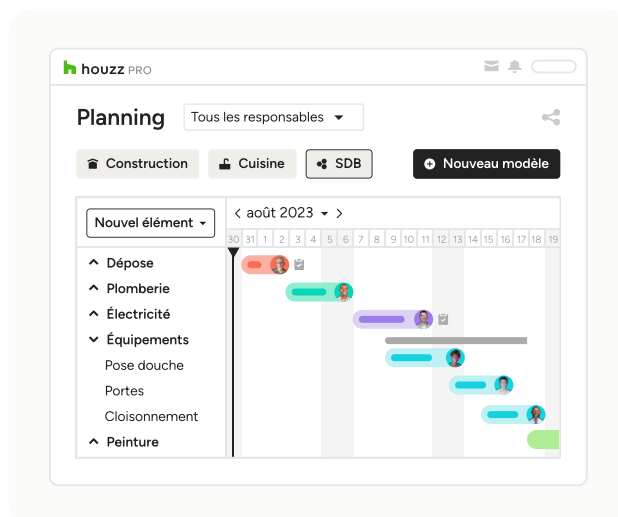 houzz PRO
Planning
Tous les responsables
Construction
Cuisine
SDB
Nouveau modèle
Nouvel élément
août 2023
30 31 1 2 3 4 5 6 7 8 9 10 11 12 13 14 15 16 17 18 19
Dépose
Plomberie
Électricité
Équipements
Pose douche
Portes
Cloisonnement
Peinture